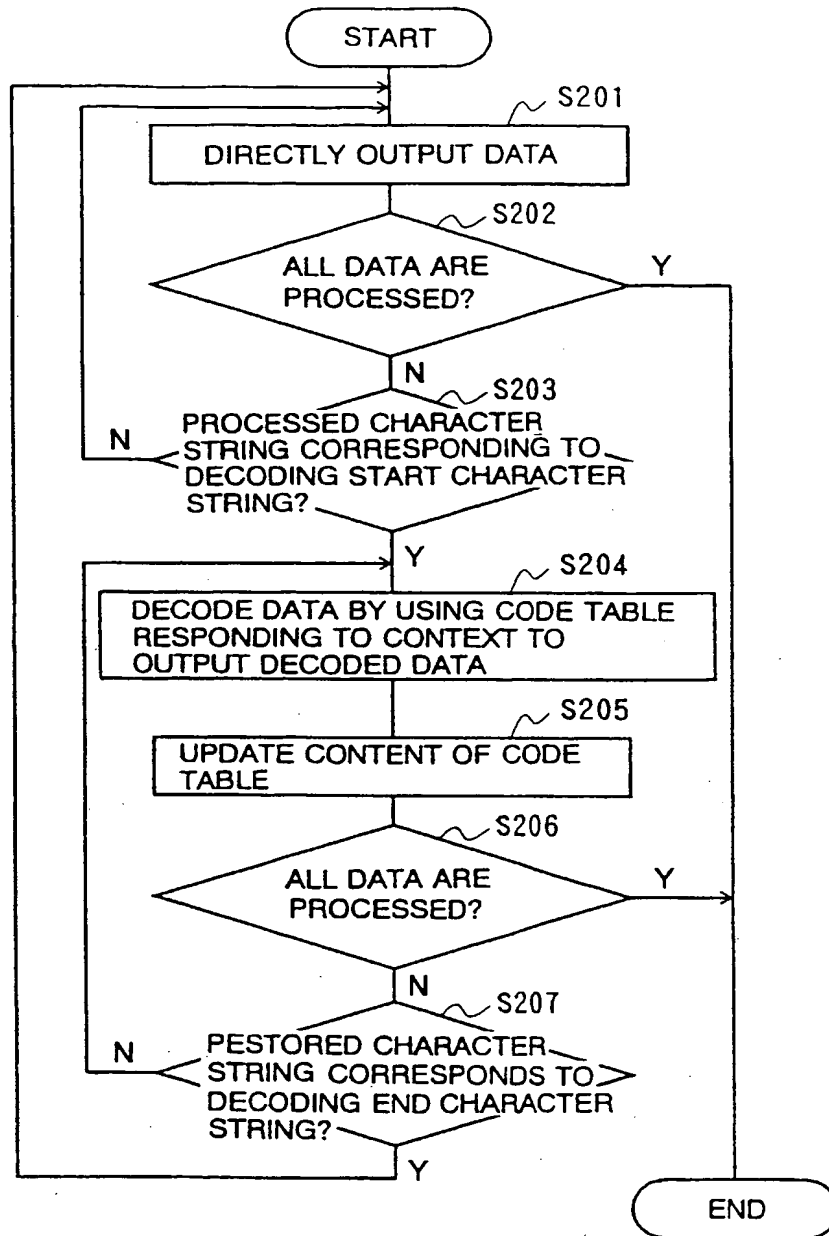 START
S201
DIRECTLY OUTPUT DATA
S202
ALL DATA ARE
PROCESSED?
Y
N
S203
PROCESSED CHARACTER
STRING CORRESPONDING TO
DECODING START CHARACTER
STRING?
N
Y
S204
DECODE DATA BY USING CODE TABLE
RESPONDING TO CONTEXT TO
OUTPUT DECODED DATA
S205
UPDATE CONTENT OF CODE
TABLE
S206
ALL DATA ARE
PROCESSED?
Y
N
S207
PESTORED CHARACTER
STRING CORRESPONDS TO
DECODING END CHARACTER
STRING?
N
Y
END